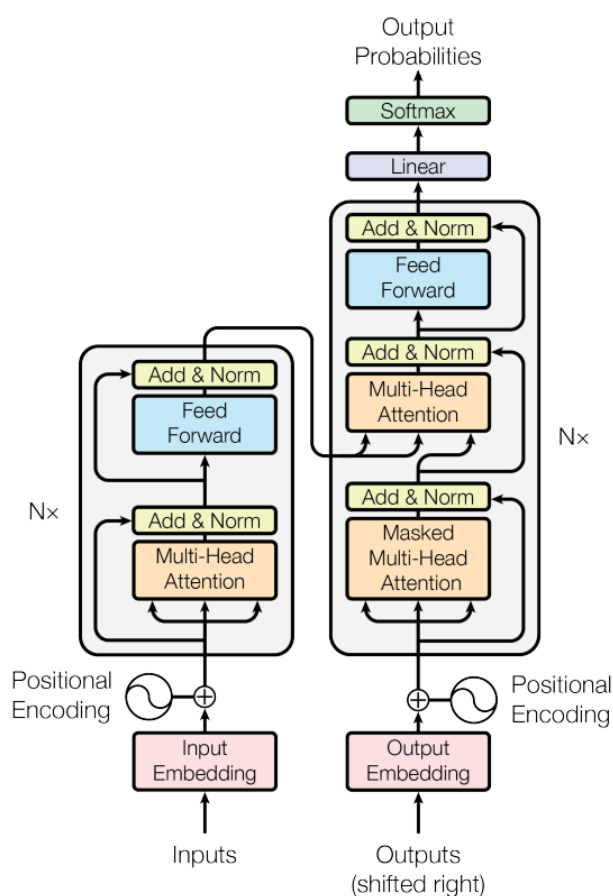 Output
Probabilities
Softmax
Linear
Add & Norm
Feed
Forward
Add & Norm
Multi-Head
Attention
Add & Norm
Masked
Multi-Head
Attention
N×
Add & Norm
Feed
Forward
Add & Norm
Multi-Head
Attention
N×
Positional
Encoding
Positional
Encoding
Input
Embedding
Output
Embedding
Inputs
Outputs
(shifted right)